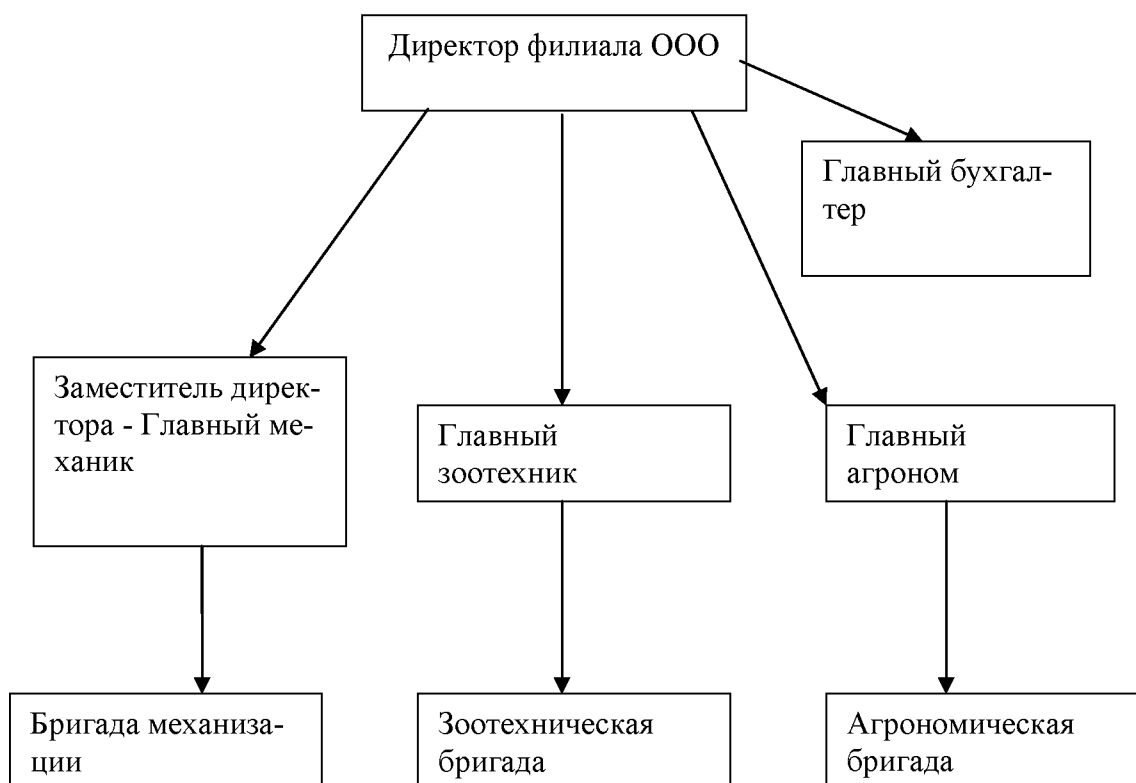 Директор филиала ООО
Главный бухгал-
тер
Заместитель дирек-
тора - Главный ме-
ханик
Главный
зоотехник
Главный
агроном
Бригада механиза-
ции
Зоотехническая
бригада
Агрономическая
бригада